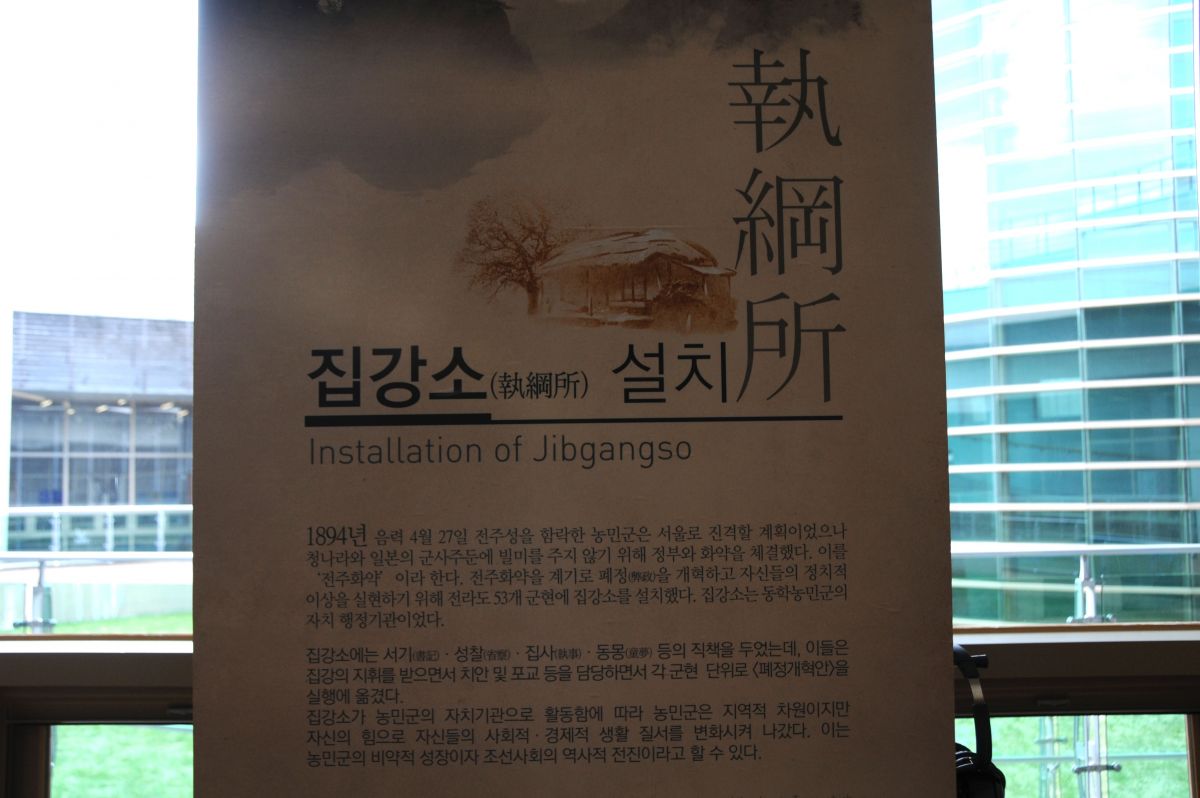 執綱所
집강소(執綱所) 설치
Installation of Jibgangso
1894년 음력 4월 27일 전주성을 함락한 농민군은 서울로 진격할 계획이었으나
청나라와 일본의 군사주둔에 빌미를 주지 않기 위해 정부와 화약을 체결했다. 이를
‘전주화약’ 이라 한다. 전주화약을 계기로 폐정(弊政)을 개혁하고 자신들의 정치적
이상을 실현하기 위해 전라도 53개 군현에 집강소를 설치했다. 집강소는 동학농민군의
자치 행정기관이었다.
집강소에는 서기(書記)·성찰(省察)·집사(執事)·동몽(童夢) 등의 직책을 두었는데, 이들은
집강의 지휘를 받으면서 치안 및 포교 등을 담당하면서 각 군현 단위로 〈폐정개혁안〉을
실행에 옮겼다.
집강소가 농민군의 자치기관으로 활동함에 따라 농민군은 지역적 차원이지만
자신의 힘으로 자신들의 사회적·경제적 생활 질서를 변화시켜 나갔다. 이는
농민군의 비약적 성장이자 조선사회의 역사적 전진이라고 할 수 있다.